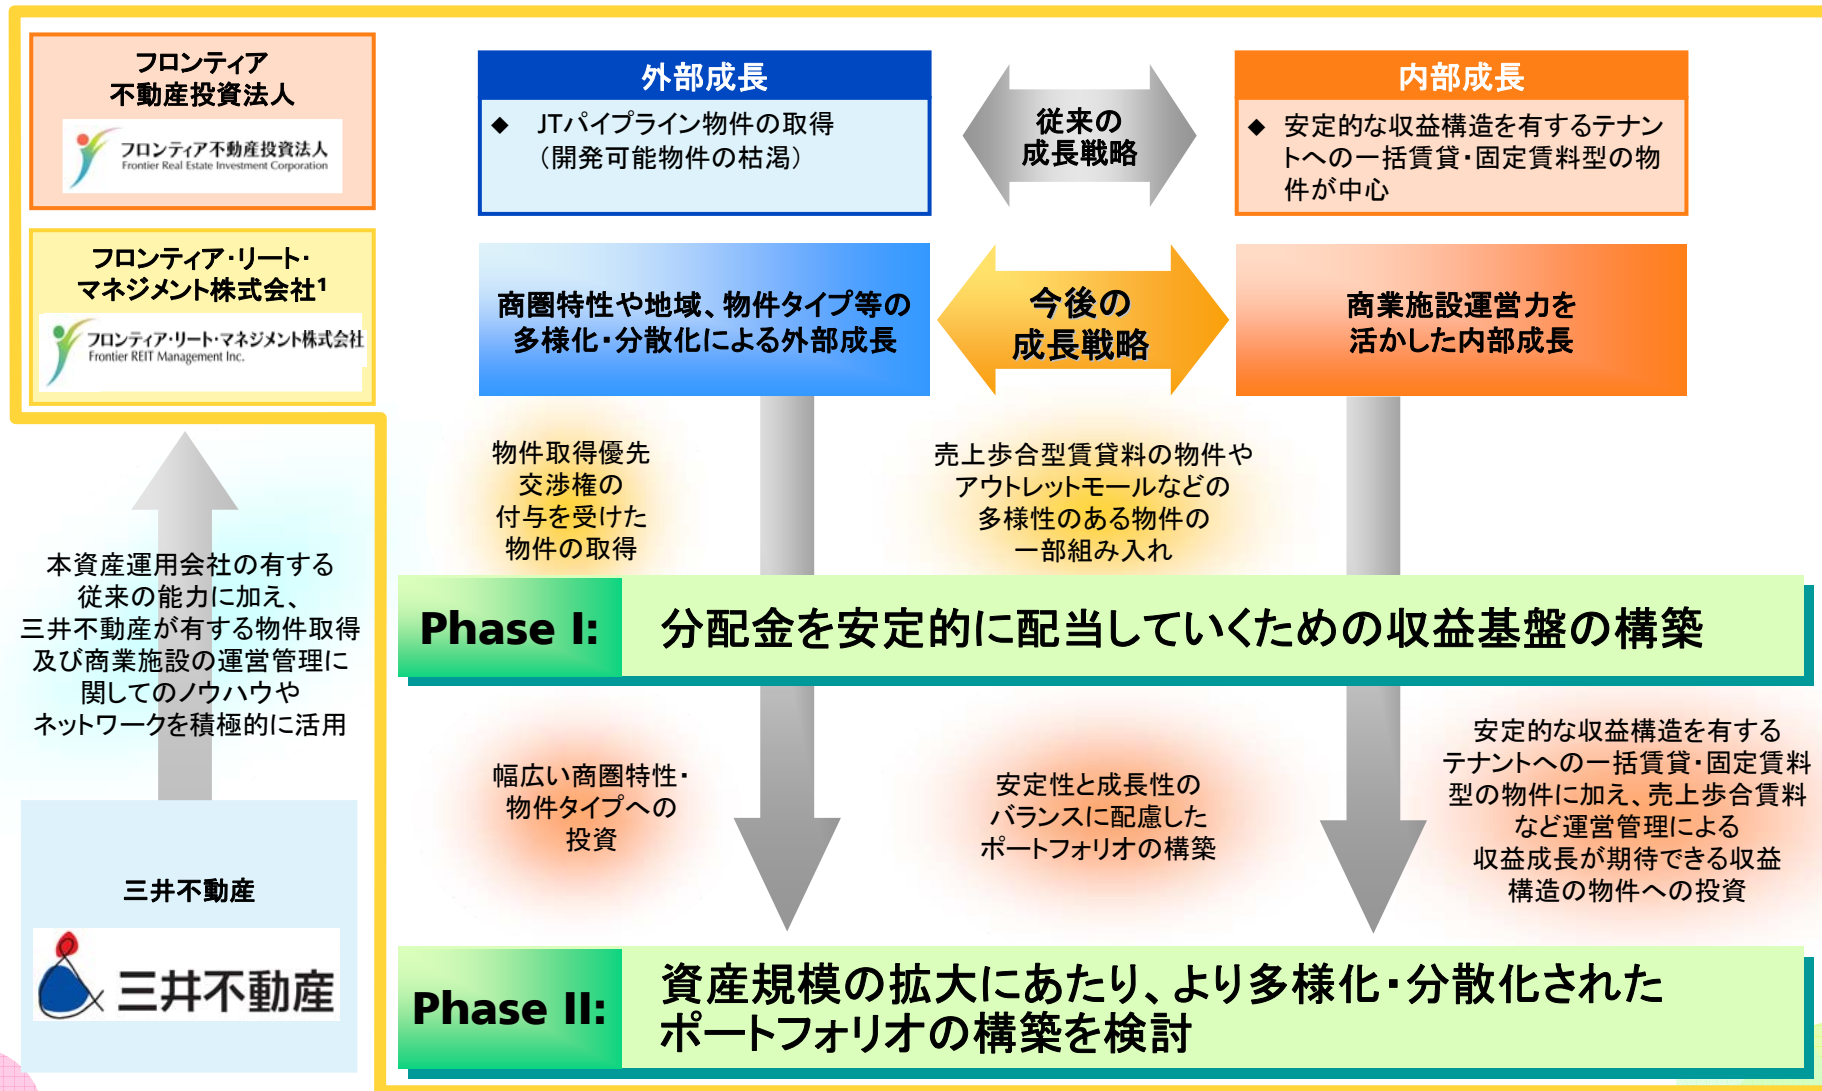 フロンティア
不動産投資法人
フロンティア不動産投資法人
Frontier Real Estate Investment Corporation
フロンティア・リート・
マネジメント株式会社1
フロンティア・リート・マネジメント株式会社
Frontier REIT Management Inc.
外部成長
◆ JTパイプライン物件の取得
（開発可能物件の枯渇）
従来の
成長戦略
内部成長
◆ 安定的な収益構造を有するテナン
トへの一括賃貸・固定賃料型の物
件が中心
商圏特性や地域、物件タイプ等の
多様化・分散化による外部成長
今後の
成長戦略
商業施設運営力を
活かした内部成長
物件取得優先
交渉権の
付与を受けた
物件の取得
売上歩合型賃貸料の物件や
アウトレットモールなどの
多様性のある物件の
一部組み入れ
本資産運用会社の有する
従来の能力に加え、
三井不動産が有する物件取得
及び商業施設の運営管理に
関してのノウハウや
ネットワークを積極的に活用
Phase I: 分配金を安定的に配当していくための収益基盤の構築
幅広い商圏特性・
物件タイプへの
投資
安定性と成長性の
バランスに配慮した
ポートフォリオの構築
安定的な収益構造を有する
テナントへの一括賃貸・固定賃料
型の物件に加え、売上歩合賃料
など運営管理による
収益成長が期待できる収益
構造の物件への投資
三井不動産
三井不動産
Phase II: 資産規模の拡大にあたり、より多様化・分散化された
ポートフォリオの構築を検討